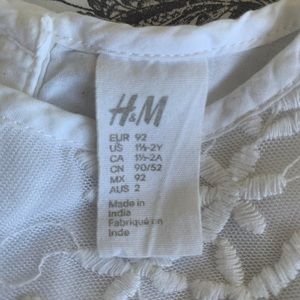 H&M
EUR 92
US 1½-2Y
CA 1½-2A
CN 90/52
MX 92
AUS 2
Made in
India
Fabriqué en
Inde